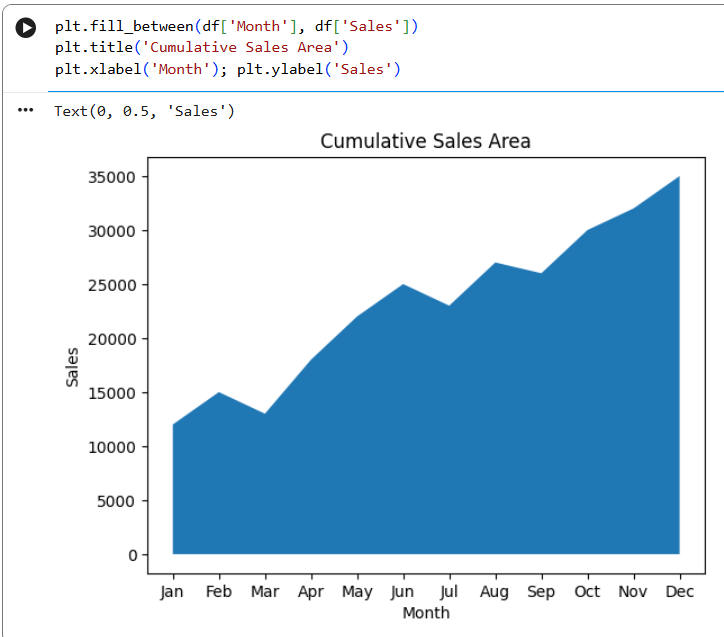 plt.fill_between(df['Month'], df['Sales'])
plt.title('Cumulative Sales Area')
plt.xlabel('Month'); plt.ylabel('Sales')
Text(0, 0.5, 'Sales')
Cumulative Sales Area
35000
30000
25000
20000
15000
10000
5000
0
Sales
Jan Feb Mar Apr May Jun Jul Aug Sep Oct Nov Dec
Month